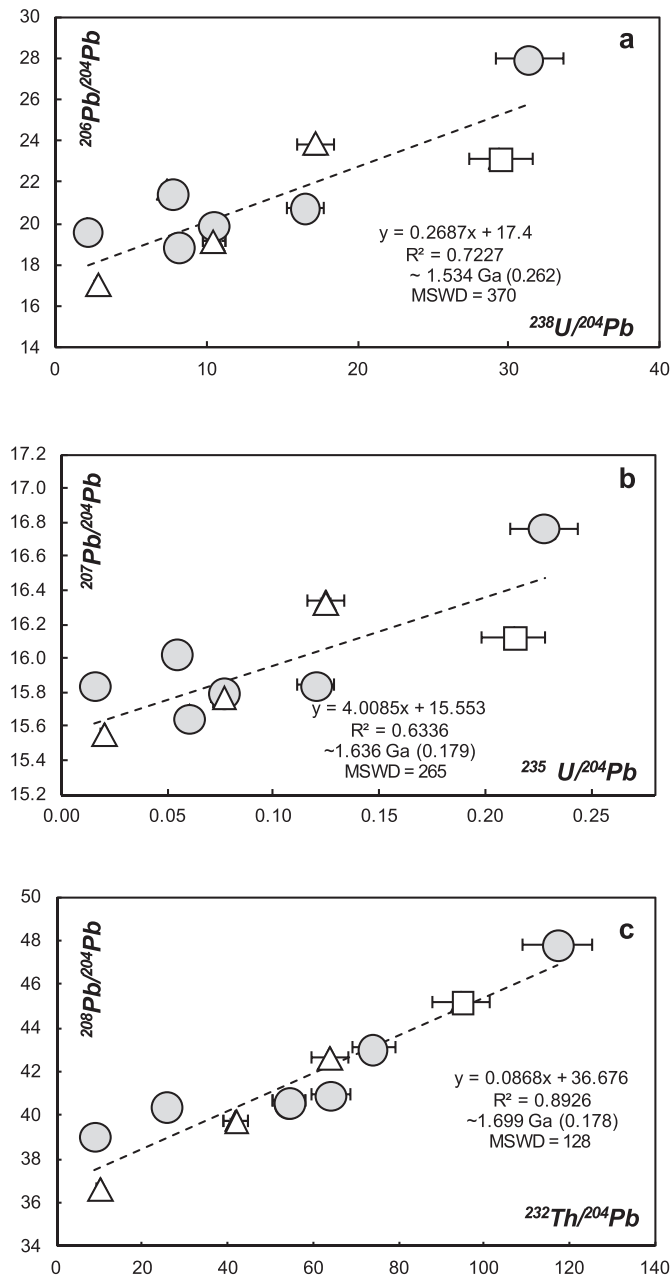 30
a
28
²⁰⁶Pb/²⁰⁴Pb
26
24
22
20
18
16
14
y = 0.2687x + 17.4
R² = 0.7227
~ 1.534 Ga (0.262)
MSWD = 370
²³⁸U/²⁰⁴Pb
0 10 20 30 40
17.2
b
17.0
²⁰⁷Pb/²⁰⁴Pb
16.8
16.6
16.4
16.2
16.0
15.8
15.6
15.4
15.2
y = 4.0085x + 15.553
R² = 0.6336
~1.636 Ga (0.179)
MSWD = 265
²³⁵ U/²⁰⁴Pb
0.00 0.05 0.10 0.15 0.20 0.25
50
c
48
²⁰⁸Pb/²⁰⁴Pb
46
44
42
40
38
36
34
y = 0.0868x + 36.676
R² = 0.8926
~1.699 Ga (0.178)
MSWD = 128
²³²Th/²⁰⁴Pb
0 20 40 60 80 100 120 140